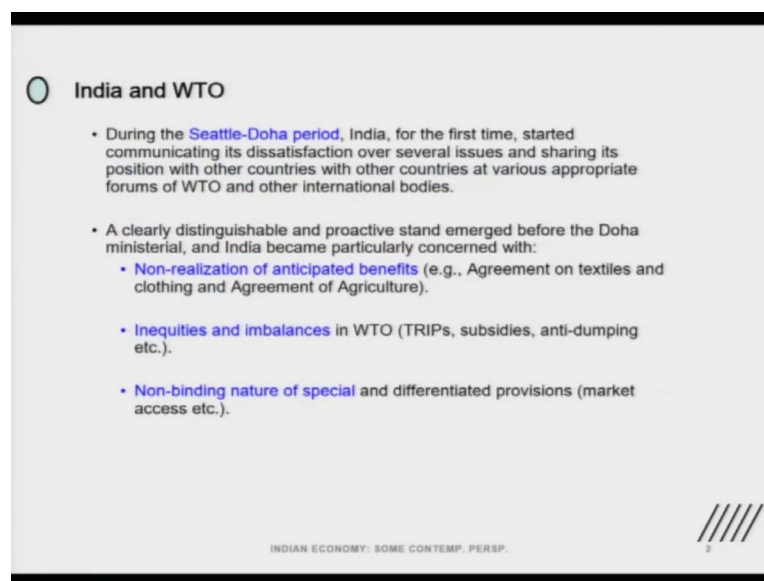 India and WTO
• During the Seattle-Doha period, India, for the first time, started
communicating its dissatisfaction over several issues and sharing its
position with other countries with other countries at various appropriate
forums of WTO and other international bodies.
• A clearly distinguishable and proactive stand emerged before the Doha
ministerial, and India became particularly concerned with:
• Non-realization of anticipated benefits (e.g., Agreement on textiles and
clothing and Agreement of Agriculture).
• Inequities and imbalances in WTO (TRIPs, subsidies, anti-dumping
etc.).
• Non-binding nature of special and differentiated provisions (market
access etc.).
INDIAN ECONOMY: SOME CONTEMP. PERSP.